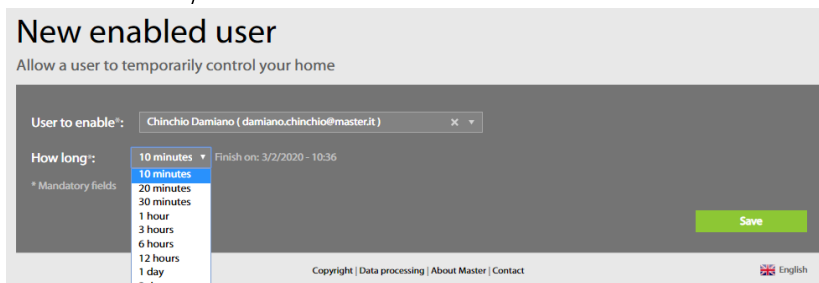 New enabled user
Allow a user to temporarily control your home
User to enable*: Chinchio Damiano ( damiano.chinchio@master.it ) × ▼
How long*: 10 minutes ▼ Finish on: 3/2/2020 - 10:36
10 minutes
* Mandatory fields
20 minutes
30 minutes
1 hour
3 hours
Save
6 hours
12 hours
1 day
Copyright | Data processing | About Master | Contact
English